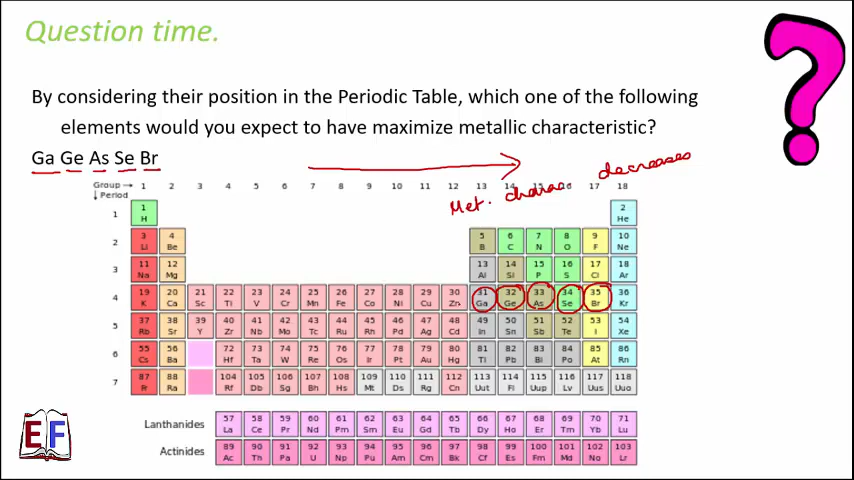 Question time.
?
By considering their position in the Periodic Table, which one of the following
elements would you expect to have maximize metallic characteristic?
Ga Ge As Se Br
decreases
Met. charac
Group → 1 2 3 4 5 6 7 8 9 10 11 12 13 14 15 16 17 18
↓ Period
1 1 H 2 He
2 3 Li 4 Be 5 B 6 C 7 N 8 O 9 F 10 Ne
3 11 Na 12 Mg 13 Al 14 Si 15 P 16 S 17 Cl 18 Ar
4 19 K 20 Ca 21 Sc 22 Ti 23 V 24 Cr 25 Mn 26 Fe 27 Co 28 Ni 29 Cu 30 Zn 31 Ga 32 Ge 33 As 34 Se 35 Br 36 Kr
5 37 Rb 38 Sr 39 Y 40 Zr 41 Nb 42 Mo 43 Tc 44 Ru 45 Rh 46 Pd 47 Ag 48 Cd 49 In 50 Sn 51 Sb 52 Te 53 I 54 Xe
6 55 Cs 56 Ba 72 Hf 73 Ta 74 W 75 Re 76 Os 77 Ir 78 Pt 79 Au 80 Hg 81 Tl 82 Pb 83 Bi 84 Po 85 At 86 Rn
7 87 Fr 88 Ra 104 Rf 105 Db 106 Sg 107 Bh 108 Hs 109 Mt 110 Ds 111 Rg 112 Cn 113 Uut 114 Fl 115 Uup 116 Lv 117 Uus 118 Uuo
Lanthanides 57 La 58 Ce 59 Pr 60 Nd 61 Pm 62 Sm 63 Eu 64 Gd 65 Tb 66 Dy 67 Ho 68 Er 69 Tm 70 Yb 71 Lu
Actinides 89 Ac 90 Th 91 Pa 92 U 93 Np 94 Pu 95 Am 96 Cm 97 Bk 98 Cf 99 Es 100 Fm 101 Md 102 No 103 Lr
EF